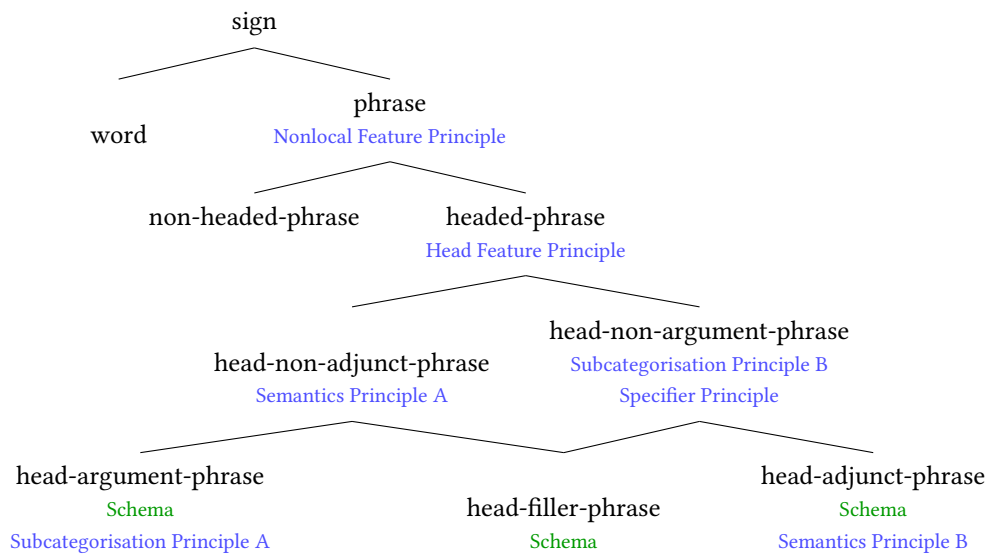 sign
word
phrase
Nonlocal Feature Principle
non-headed-phrase
headed-phrase
Head Feature Principle
head-non-adjunct-phrase
Semantics Principle A
head-non-argument-phrase
Subcategorisation Principle B
Specifier Principle
head-argument-phrase
Schema
Subcategorisation Principle A
head-filler-phrase
Schema
head-adjunct-phrase
Schema
Semantics Principle B